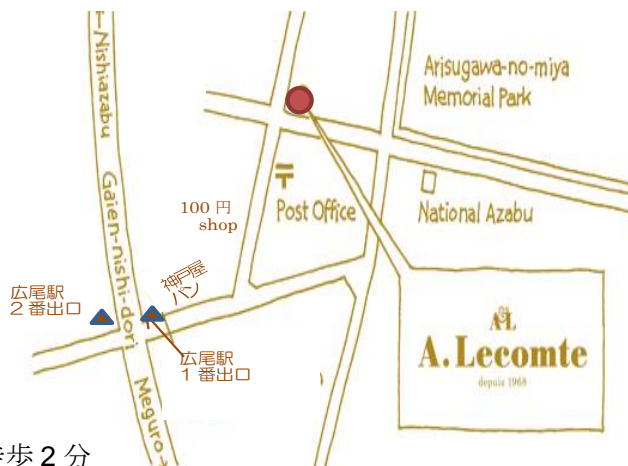 ←Nishiazabu
Gaien-nishi-dori
Meguro→
Arisugawa-no-miya
Memorial Park
100 円
shop
〒
Post Office
National Azabu
神戸屋
パン
広尾駅
2 番出口
広尾駅
1 番出口
AL
A. Lecomte
depuis 1968
歩 2 分